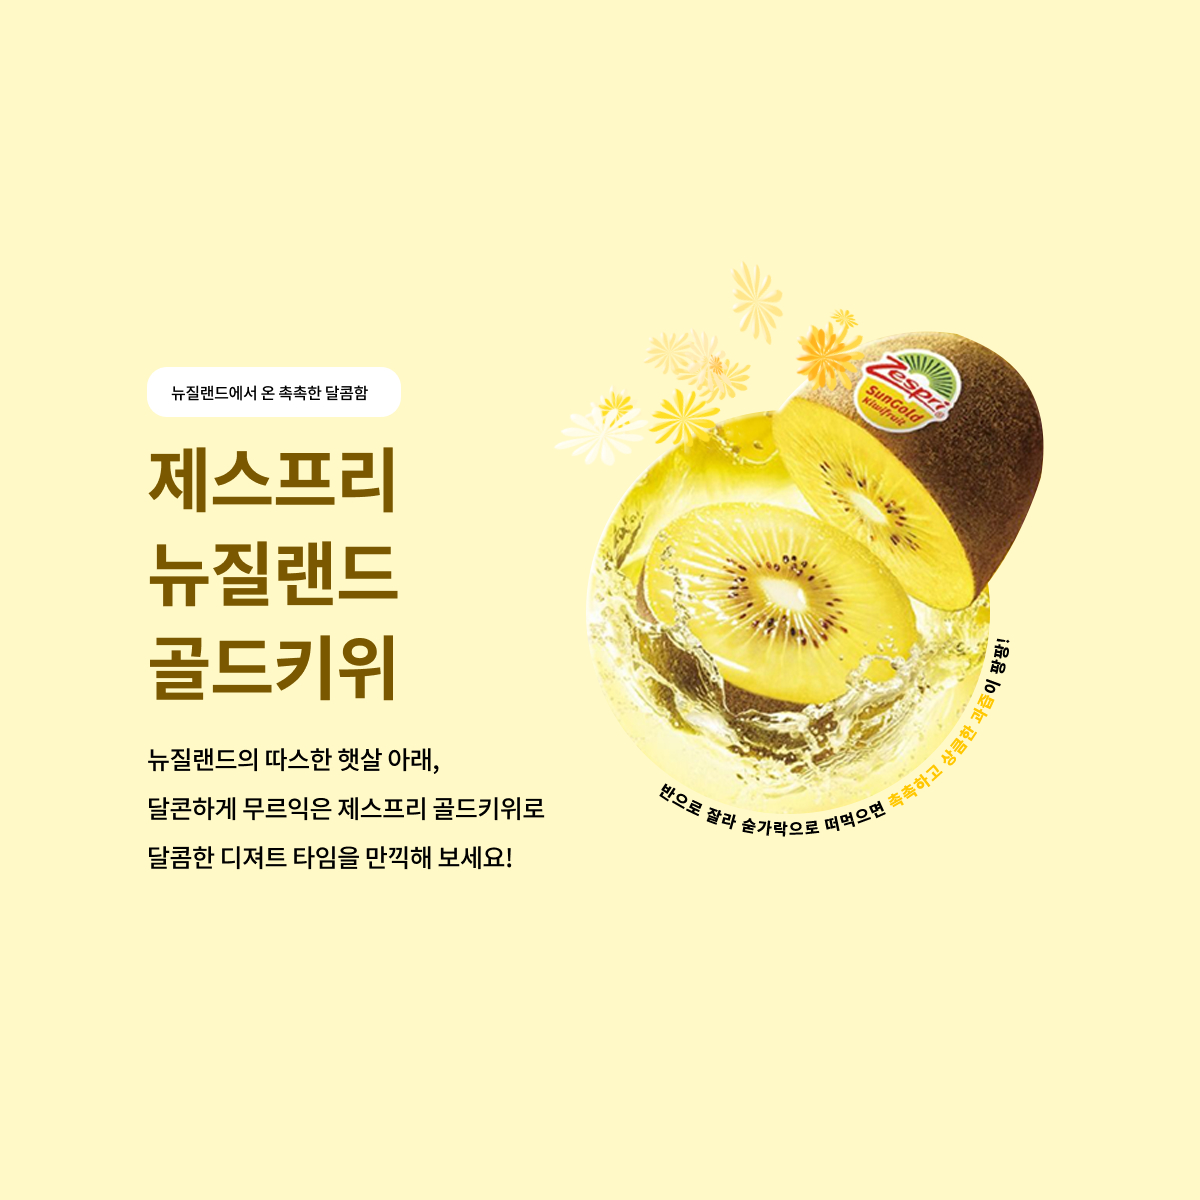 뉴질랜드에서 온 촉촉한 달콤함
제스프리
뉴질랜드
골드키위
뉴질랜드의 따스한 햇살 아래,
달콘하게 무르익은 제스프리 골드키위로
달콤한 디져트 타임을 만끽해 보세요!
Zespri®
SunGold
Kiwifruit
반으로 잘라 숟가락으로 떠먹으면 촉촉하고 상큼한 과즙이 팡팡!